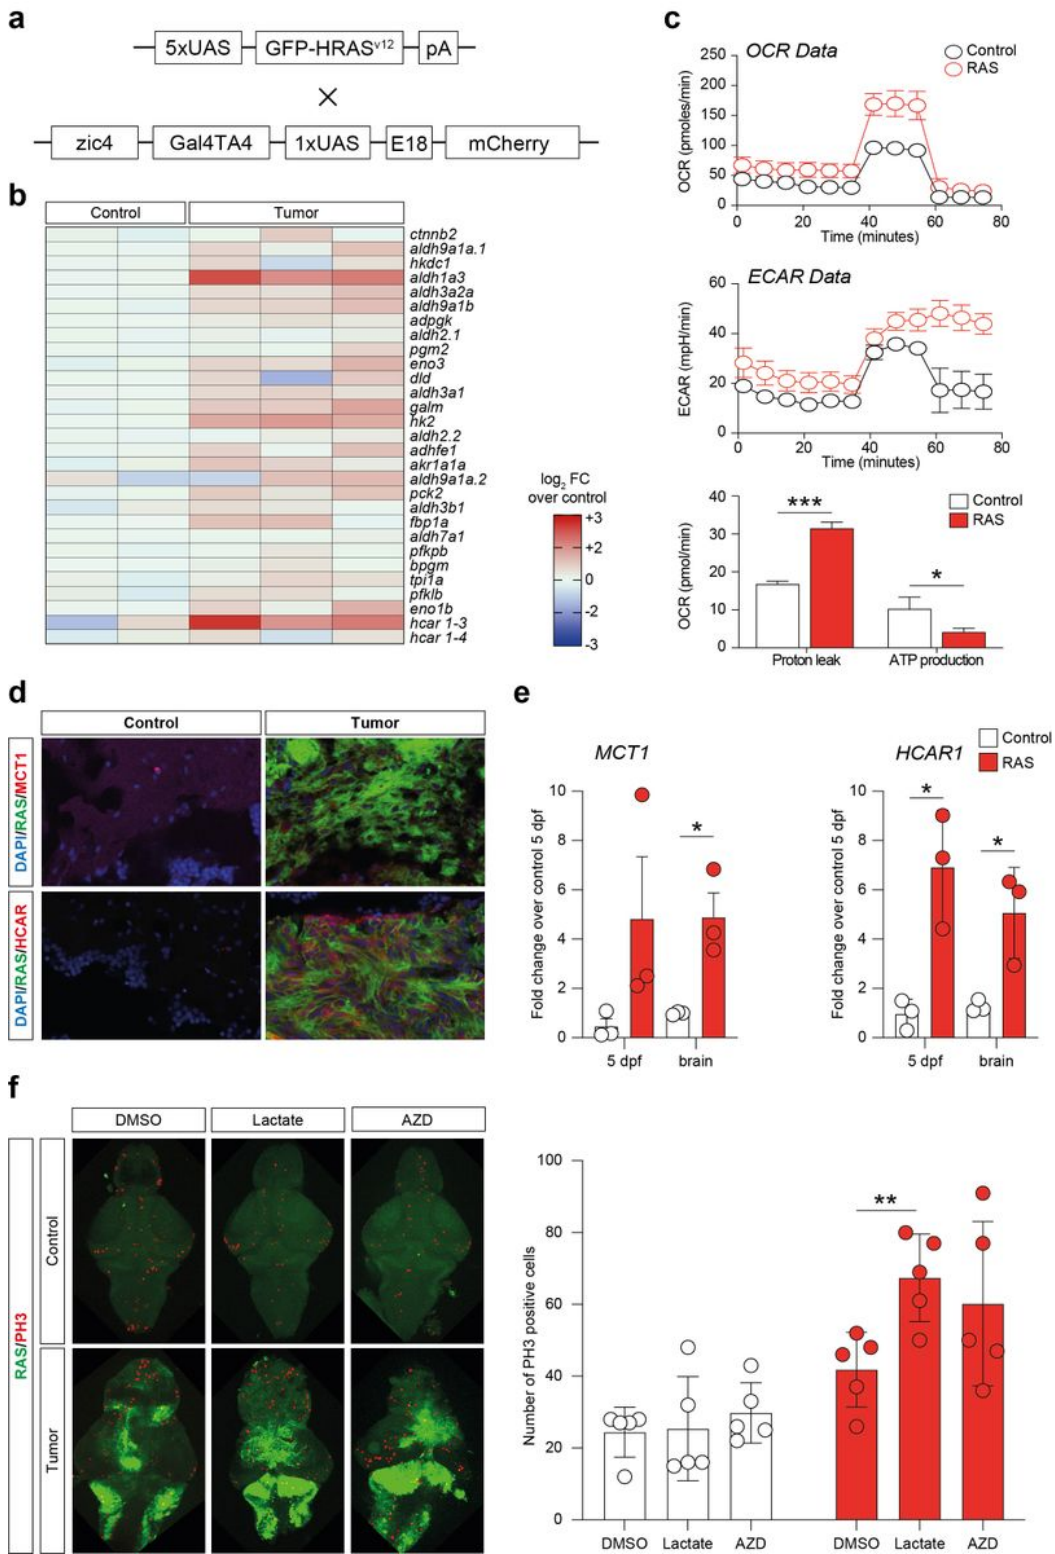 a
5xUAS GFP-HRASv12 pA
×
zic4 Gal4TA4 1xUAS E18 mCherry
b
Control Tumor
ctnnb2
aldh9a1a.1
hkdc1
aldh1a3
aldh3a2a
aldh9a1b
adpgk
aldh2.1
pgm2
eno3
dld
aldh3a1
galm
hk2
aldh2.2
adhfe1
akr1a1a
aldh9a1a.2
pck2
aldh3b1
fbp1a
aldh7a1
pfkpb
bpgm
tpi1a
pfklb
eno1b
hcar 1-3
hcar 1-4
log2 FC
over control
+3
+2
0
-2
-3
c
OCR Data
Control
RAS
OCR (pmoles/min)
250
200
150
100
50
0
0 20 40 60 80
Time (minutes)
ECAR Data
ECAR (mpH/min)
60
40
20
0
0 20 40 60 80
Time (minutes)
Control
RAS
OCR (pmol/min)
40
30
20
10
0
***
*
Proton leak ATP production
d
Control Tumor
DAPI/RAS/MCT1
DAPI/RAS/HCAR
e
MCT1
Fold change over control 5 dpf
10
8
6
4
2
0
*
5 dpf brain
HCAR1
Control
RAS
Fold change over control 5 dpf
10
8
6
4
2
0
*
*
5 dpf brain
f
DMSO Lactate AZD
RAS/PH3
Control
Tumor
Number of PH3 positive cells
100
80
60
40
20
0
**
DMSO Lactate AZD DMSO Lactate AZD